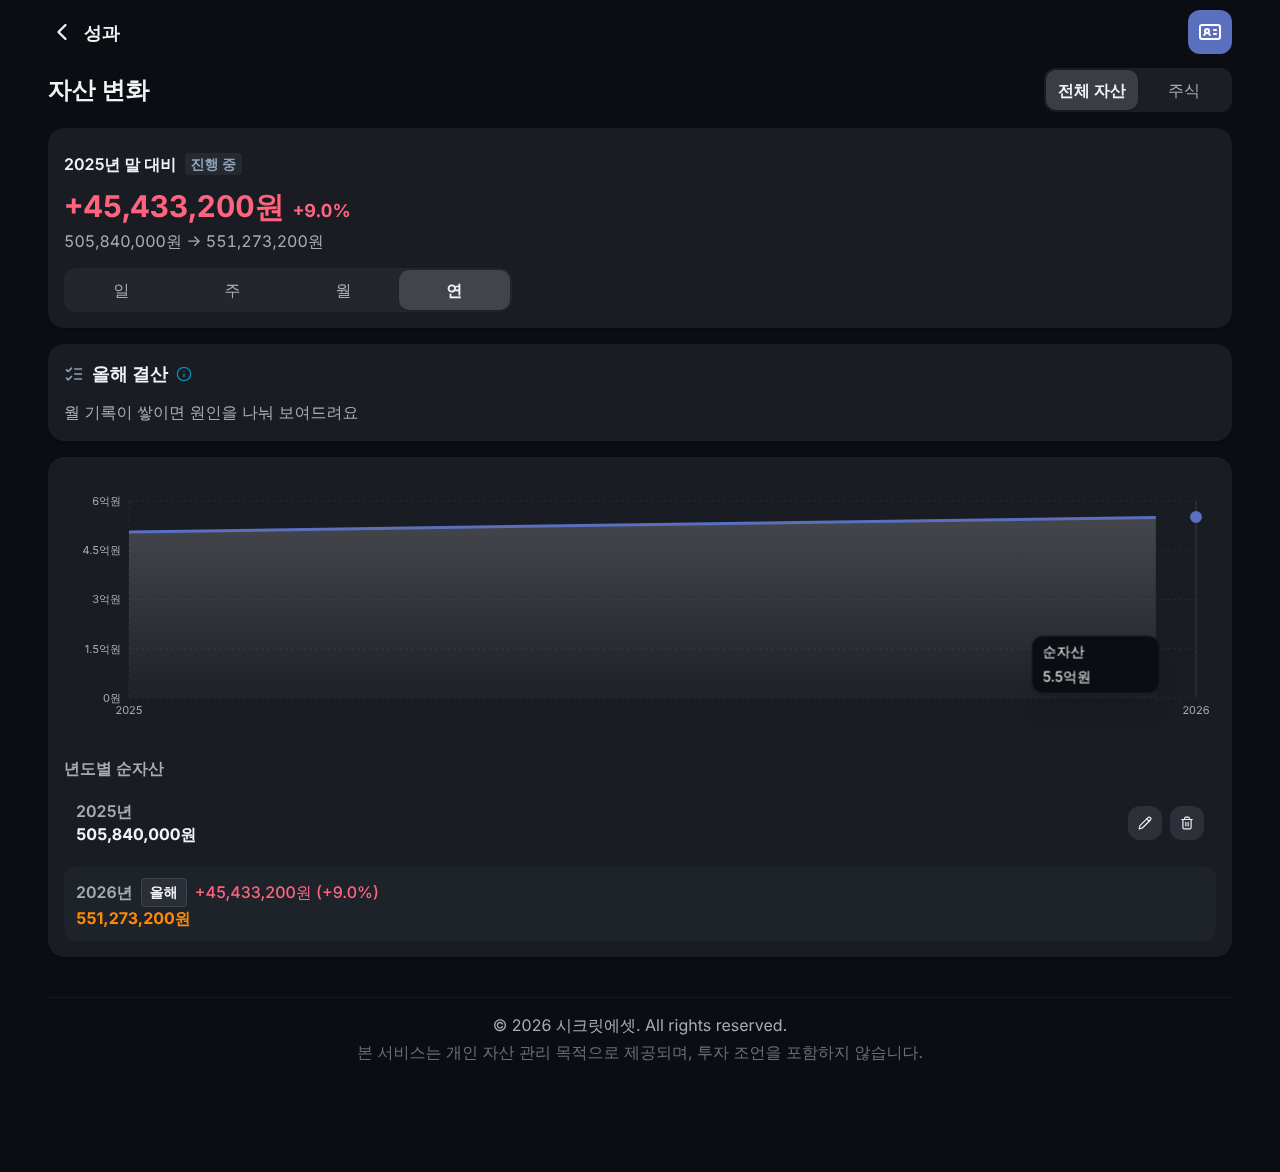 성과
자산 변화
전체 자산
주식
2025년 말 대비 진행 중
+45,433,200원 +9.0%
505,840,000원 → 551,273,200원
일
주
월
연
올해 결산
월 기록이 쌓이면 원인을 나눠 보여드려요
6억원
4.5억원
3억원
1.5억원
0원
순자산
5.5억원
2025
2026
년도별 순자산
2025년
505,840,000원
2026년 올해 +45,433,200원 (+9.0%)
551,273,200원
© 2026 시크릿에셋. All rights reserved.
본 서비스는 개인 자산 관리 목적으로 제공되며, 투자 조언을 포함하지 않습니다.